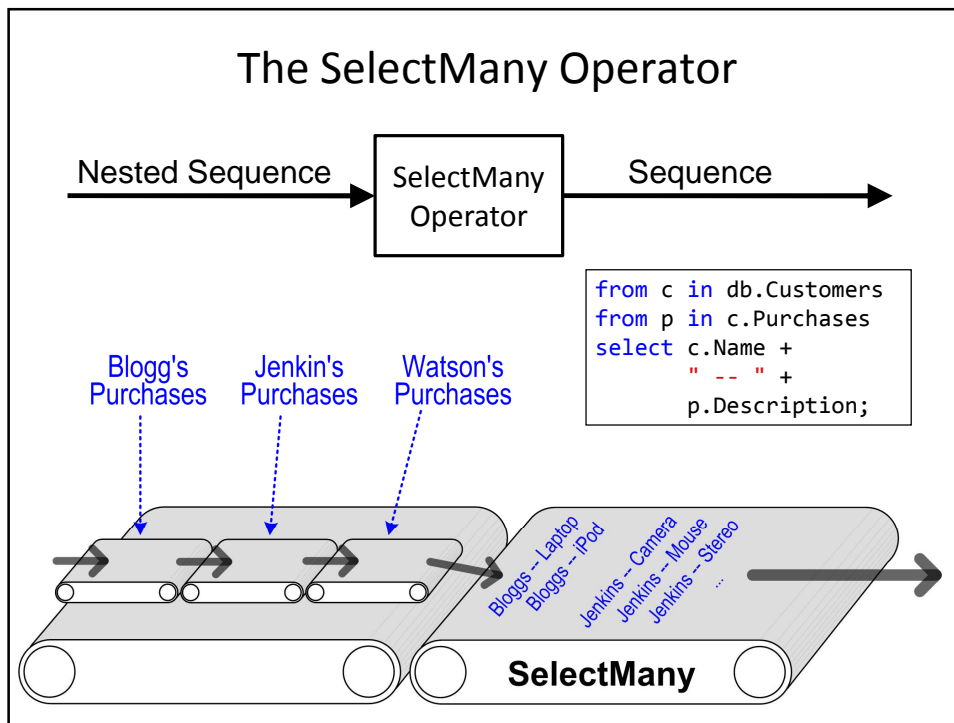 The SelectMany Operator
Nested Sequence
SelectMany
Operator
Sequence
from c in db.Customers
from p in c.Purchases
select c.Name +
" -- " +
p.Description;
Blogg's
Purchases
Jenkin's
Purchases
Watson's
Purchases
Bloggs -- Laptop
Bloggs -- iPod
Jenkins -- Camera
Jenkins -- Mouse
Jenkins -- Stereo
...
SelectMany